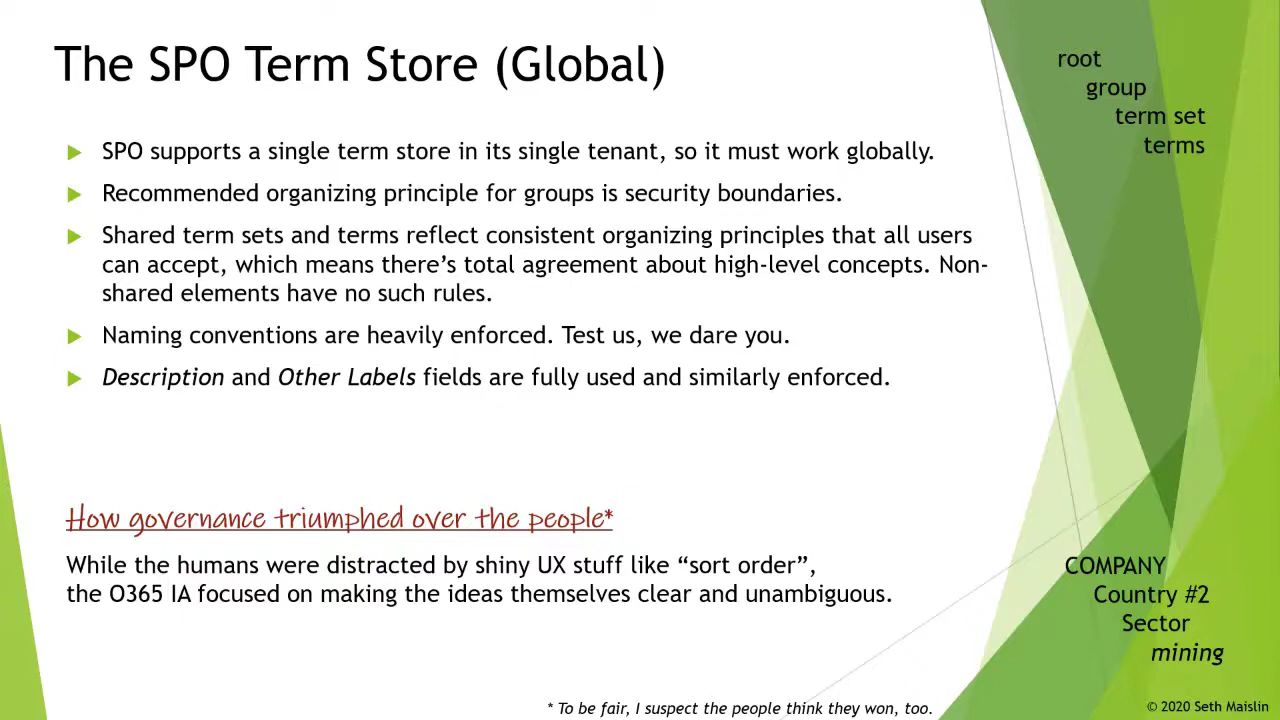 The SPO Term Store (Global)
root
group
term set
terms
SPO supports a single term store in its single tenant, so it must work globally.
Recommended organizing principle for groups is security boundaries.
Shared term sets and terms reflect consistent organizing principles that all users
can accept, which means there’s total agreement about high-level concepts. Non-
shared elements have no such rules.
Naming conventions are heavily enforced. Test us, we dare you.
Description and Other Labels fields are fully used and similarly enforced.
How governance triumphed over the people*
While the humans were distracted by shiny UX stuff like “sort order”,
the O365 IA focused on making the ideas themselves clear and unambiguous.
COMPANY
Country #2
Sector
mining
* To be fair, I suspect the people think they won, too.
© 2020 Seth Maislin